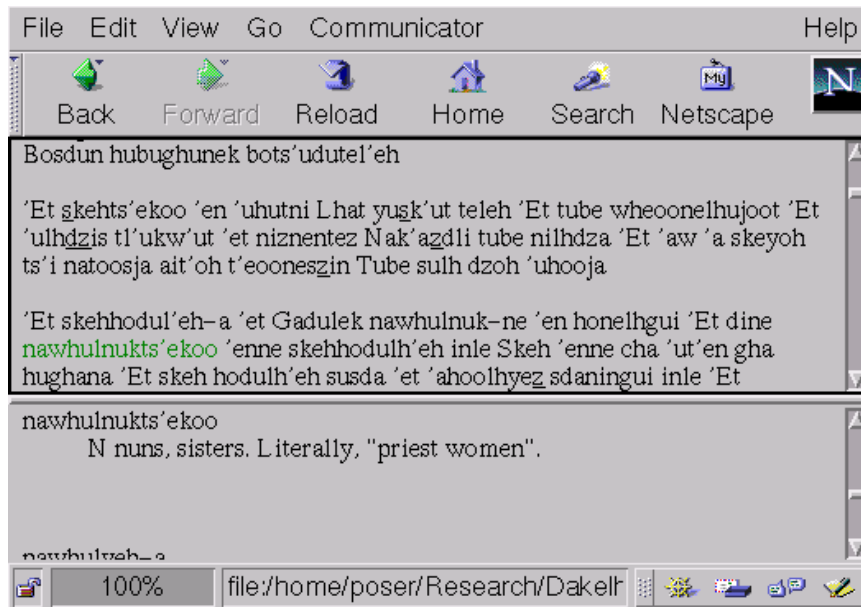 File Edit View Go Communicator Help
Back Forward Reload Home Search My Netscape N
Bosdun hubughunek bots'udutel'eh
'Et skehts'ekoo 'en 'uhutni Lhat yusk'ut teleh 'Et tube wheoonelhujoot 'Et
'ulhdzis tl'ukw'ut 'et niznentez Nak'azdli tube nilhdza 'Et 'aw 'a skeyoh
ts'i natoosja ait'oh t'eooneszin Tube sulh dzoh 'uhooja
'Et skehhodul'eh-a 'et Gadulek nawhulnuk-ne 'en honelhgui 'Et dine
nawhulnukts'ekoo 'enne skehhodulh'eh inle Skeh 'enne cha 'ut'en gha
hughana 'Et skeh hodulh'eh susda 'et 'ahoolhyez sdaningui inle 'Et
nawhulnukts'ekoo
N nuns, sisters. Literally, "priest women".
nawhulyeh-a
100% file:/home/poser/Research/Dakelh